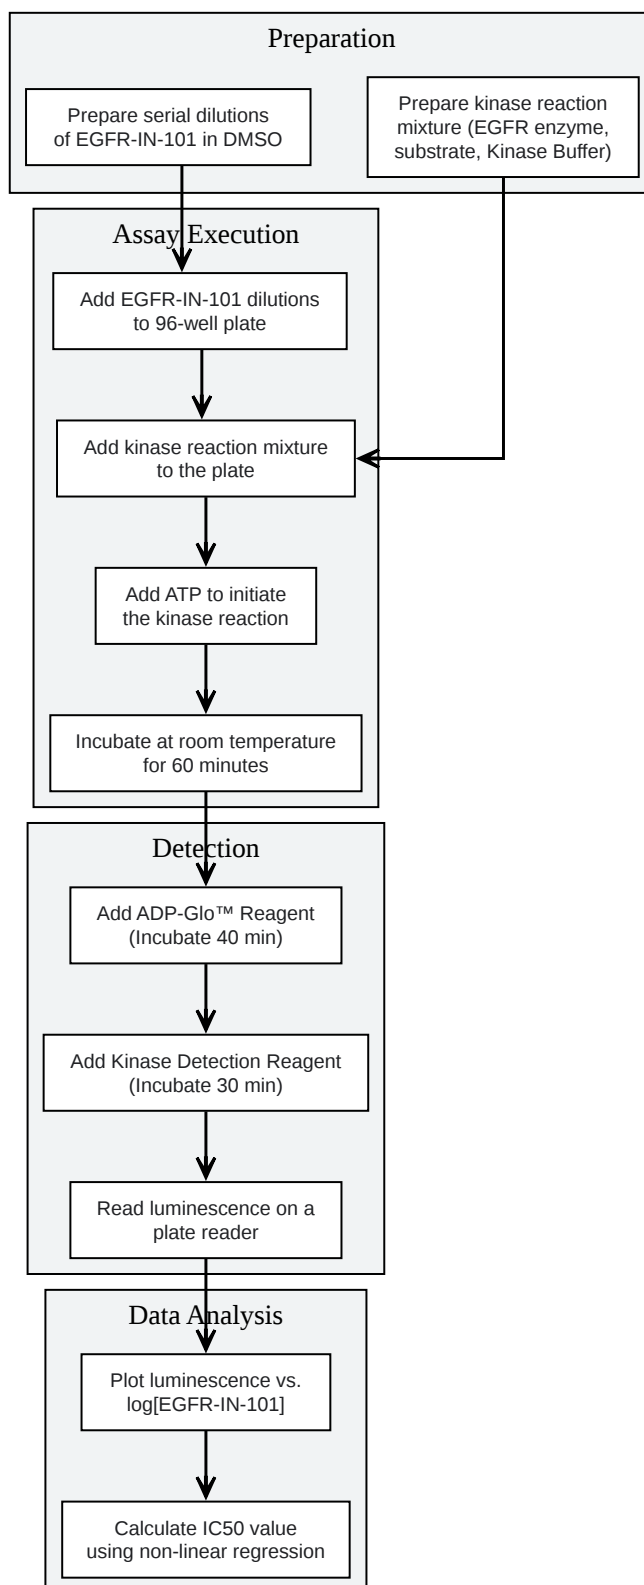 Preparation
Prepare serial dilutions
of EGFR-IN-101 in DMSO
Prepare kinase reaction
mixture (EGFR enzyme,
substrate, Kinase Buffer)
Assay Execution
Add EGFR-IN-101 dilutions
to 96-well plate
Add kinase reaction mixture
to the plate
Add ATP to initiate
the kinase reaction
Incubate at room temperature
for 60 minutes
Detection
Add ADP-Glo™ Reagent
(Incubate 40 min)
Add Kinase Detection Reagent
(Incubate 30 min)
Read luminescence on a
plate reader
Data Analysis
Plot luminescence vs.
log[EGFR-IN-101]
Calculate IC50 value
using non-linear regression